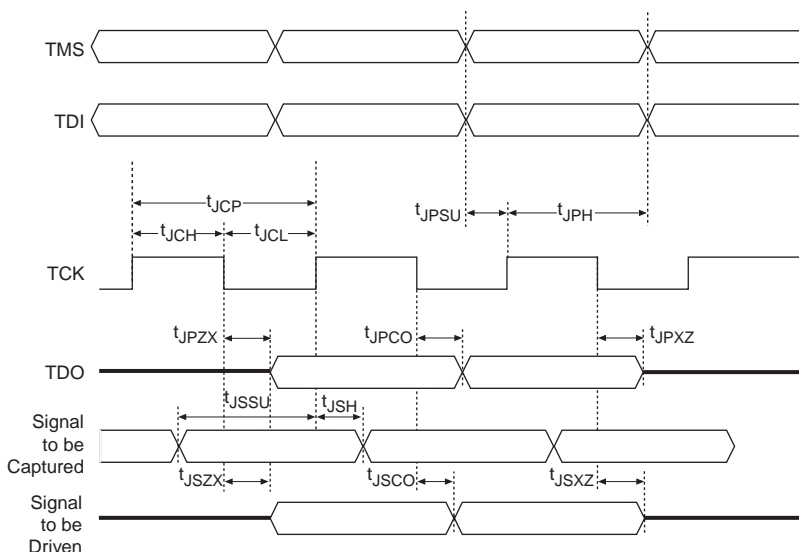 TMS
TDI
tJCP
tJPSU
tJPH
tJCH
tJCL
TCK
tJPZX
tJPCO
tJPXZ
TDO
tJSSU
tJSH
Signal
to be
Captured
tJSZX
tJSCO
tJSXZ
Signal
to be
Driven